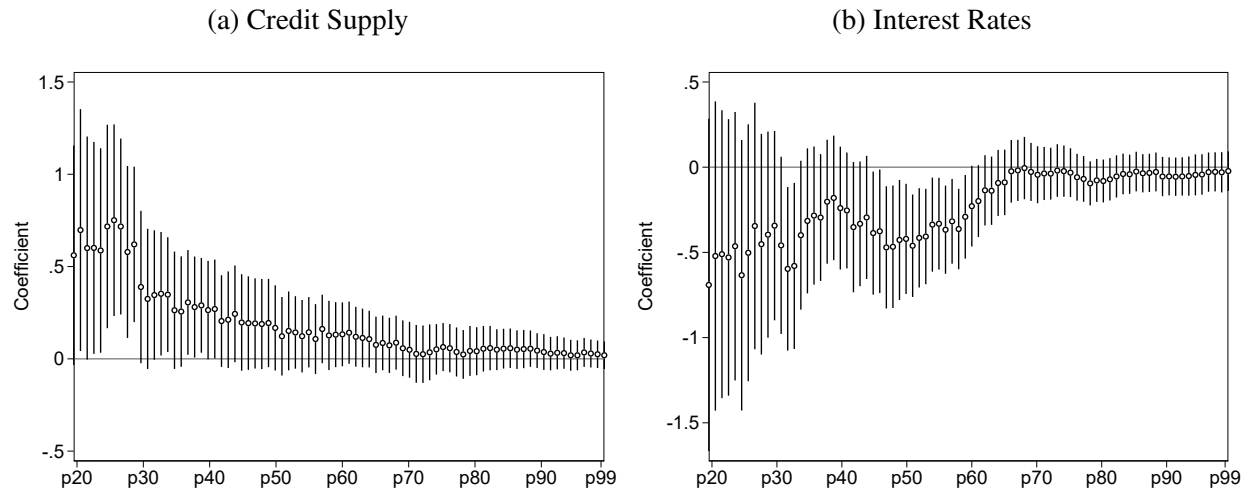 (a) Credit Supply
1.5
1
.5
0
-.5
Coefficient
p20 p30 p40 p50 p60 p70 p80 p90 p99
(b) Interest Rates
.5
0
-.5
-1
-1.5
Coefficient
p20 p30 p40 p50 p60 p70 p80 p90 p99